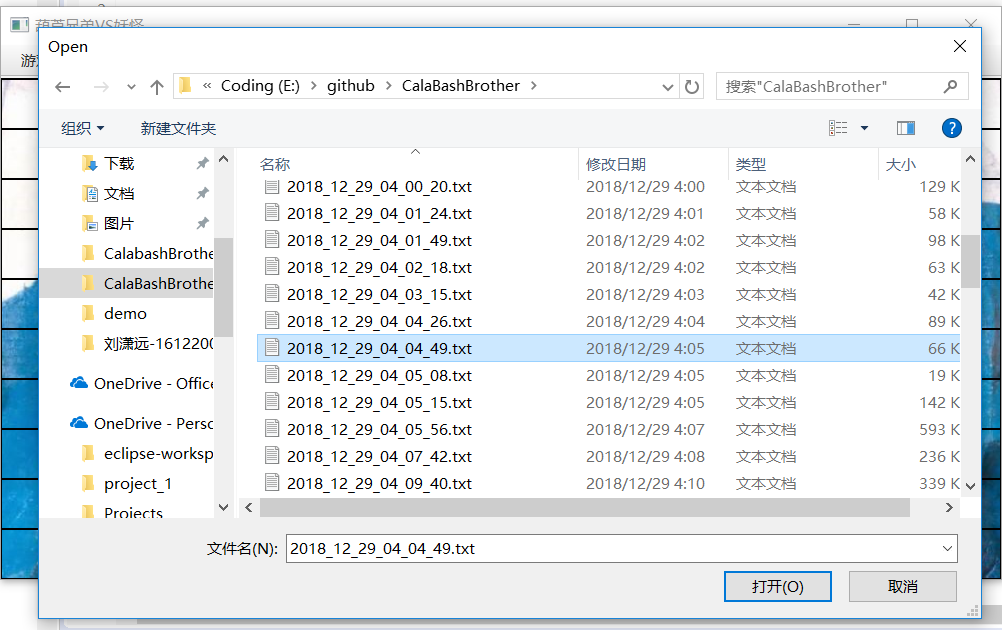 葫芦兄弟VS妖怪
Open
« Coding (E:) > github > CalaBashBrother >
搜索"CalaBashBrother"
组织 新建文件夹
下载
文档
图片
CalabashBrothe
CalaBashBrothe
demo
刘潇远-1612200
OneDrive - Office
OneDrive - Perso
eclipse-worksp
project_1
Projects
名称 修改日期 类型 大小
2018_12_29_04_00_20.txt 2018/12/29 4:00 文本文档 129 K
2018_12_29_04_01_24.txt 2018/12/29 4:01 文本文档 58 K
2018_12_29_04_01_49.txt 2018/12/29 4:02 文本文档 98 K
2018_12_29_04_02_18.txt 2018/12/29 4:02 文本文档 63 K
2018_12_29_04_03_15.txt 2018/12/29 4:03 文本文档 42 K
2018_12_29_04_04_26.txt 2018/12/29 4:04 文本文档 89 K
2018_12_29_04_04_49.txt 2018/12/29 4:05 文本文档 66 K
2018_12_29_04_05_08.txt 2018/12/29 4:05 文本文档 19 K
2018_12_29_04_05_15.txt 2018/12/29 4:05 文本文档 142 K
2018_12_29_04_05_56.txt 2018/12/29 4:07 文本文档 593 K
2018_12_29_04_07_42.txt 2018/12/29 4:08 文本文档 236 K
2018_12_29_04_09_40.txt 2018/12/29 4:10 文本文档 339 K
文件名(N): 2018_12_29_04_04_49.txt
打开(O) 取消